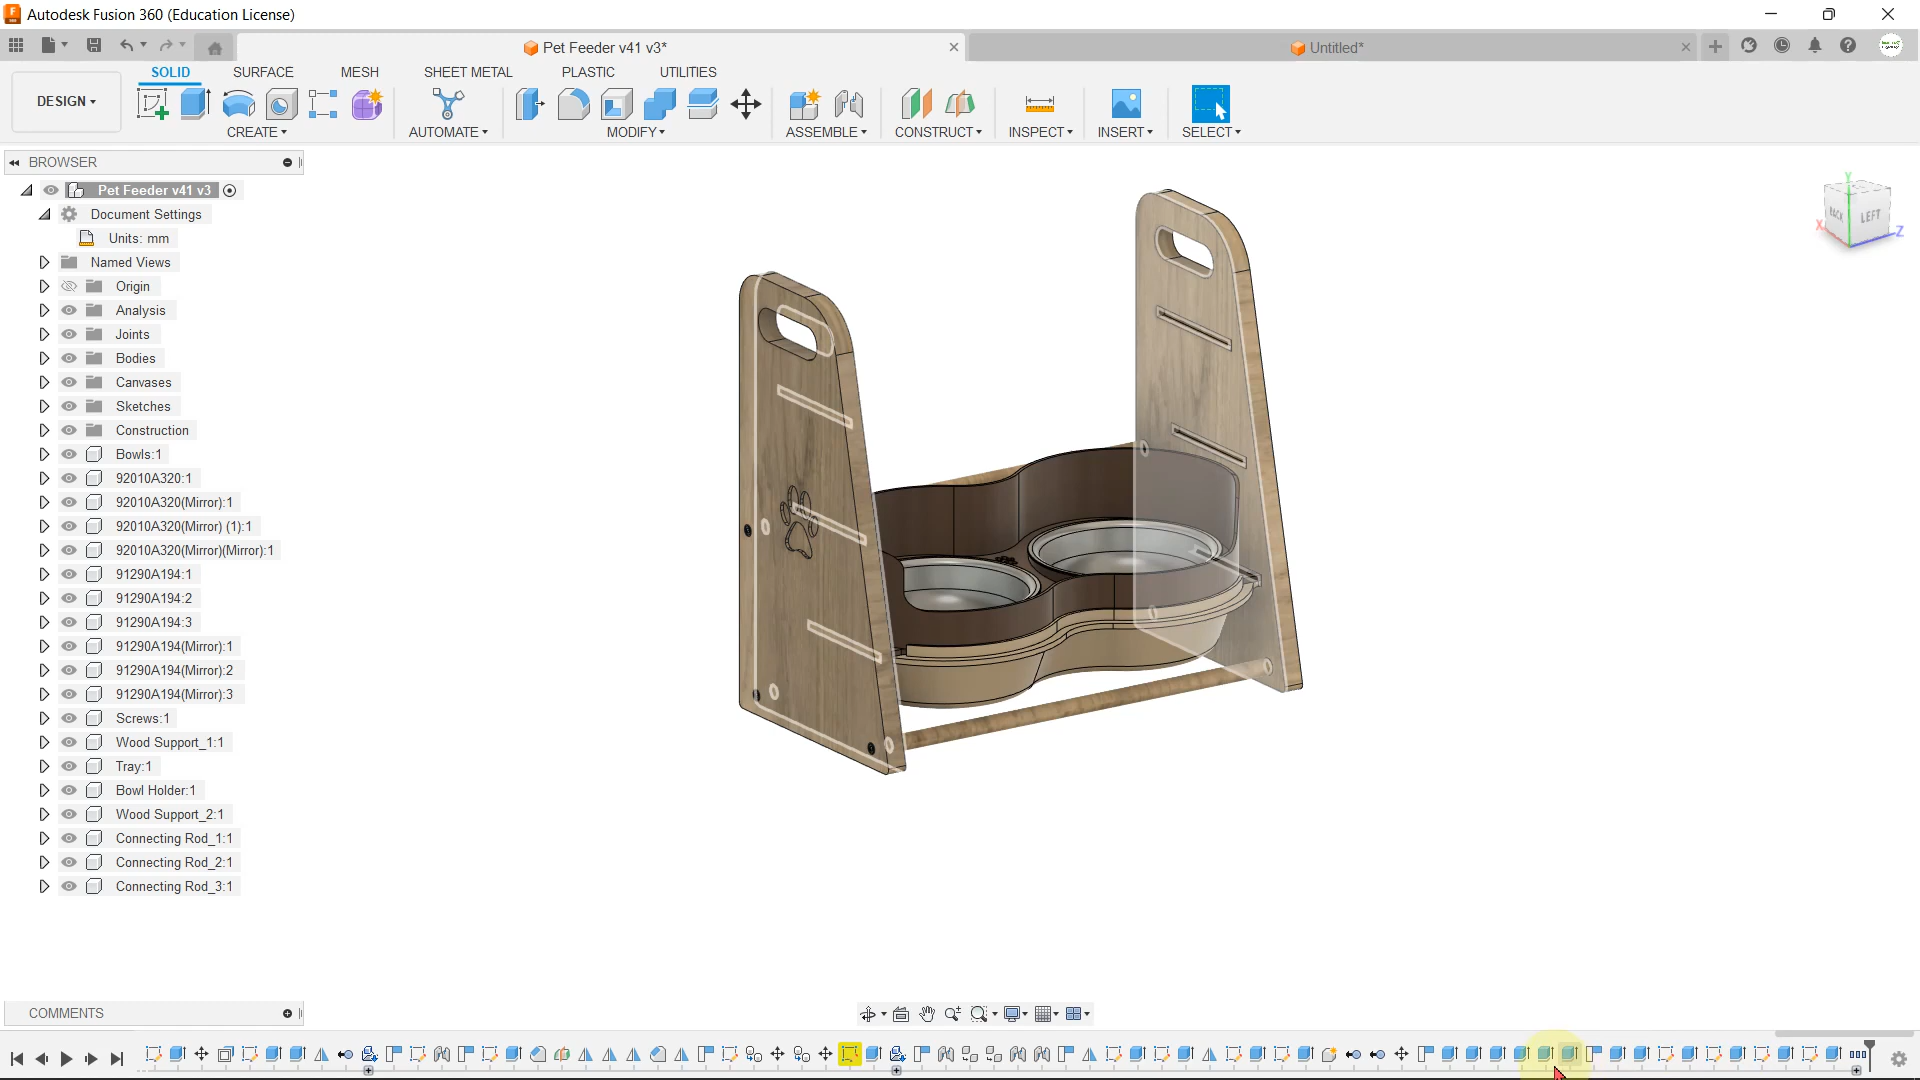 Autodesk Fusion 360 (Education License)
Pet Feeder v41 v3*
Untitled*
DESIGN
SOLID
SURFACE
MESH
SHEET METAL
PLASTIC
UTILITIES
CREATE
AUTOMATE
MODIFY
ASSEMBLE
CONSTRUCT
INSPECT
INSERT
SELECT
BROWSER
Pet Feeder v41 v3
Document Settings
Units: mm
Named Views
Origin
Analysis
Joints
Bodies
Canvases
Sketches
Construction
Bowls:1
92010A320:1
92010A320(Mirror):1
92010A320(Mirror) (1):1
92010A320(Mirror)(Mirror):1
91290A194:1
91290A194:2
91290A194:3
91290A194(Mirror):1
91290A194(Mirror):2
91290A194(Mirror):3
Screws:1
Wood Support_1:1
Tray:1
Bowl Holder:1
Wood Support_2:1
Connecting Rod_1:1
Connecting Rod_2:1
Connecting Rod_3:1
Y
BACK
LEFT
X
Z
COMMENTS